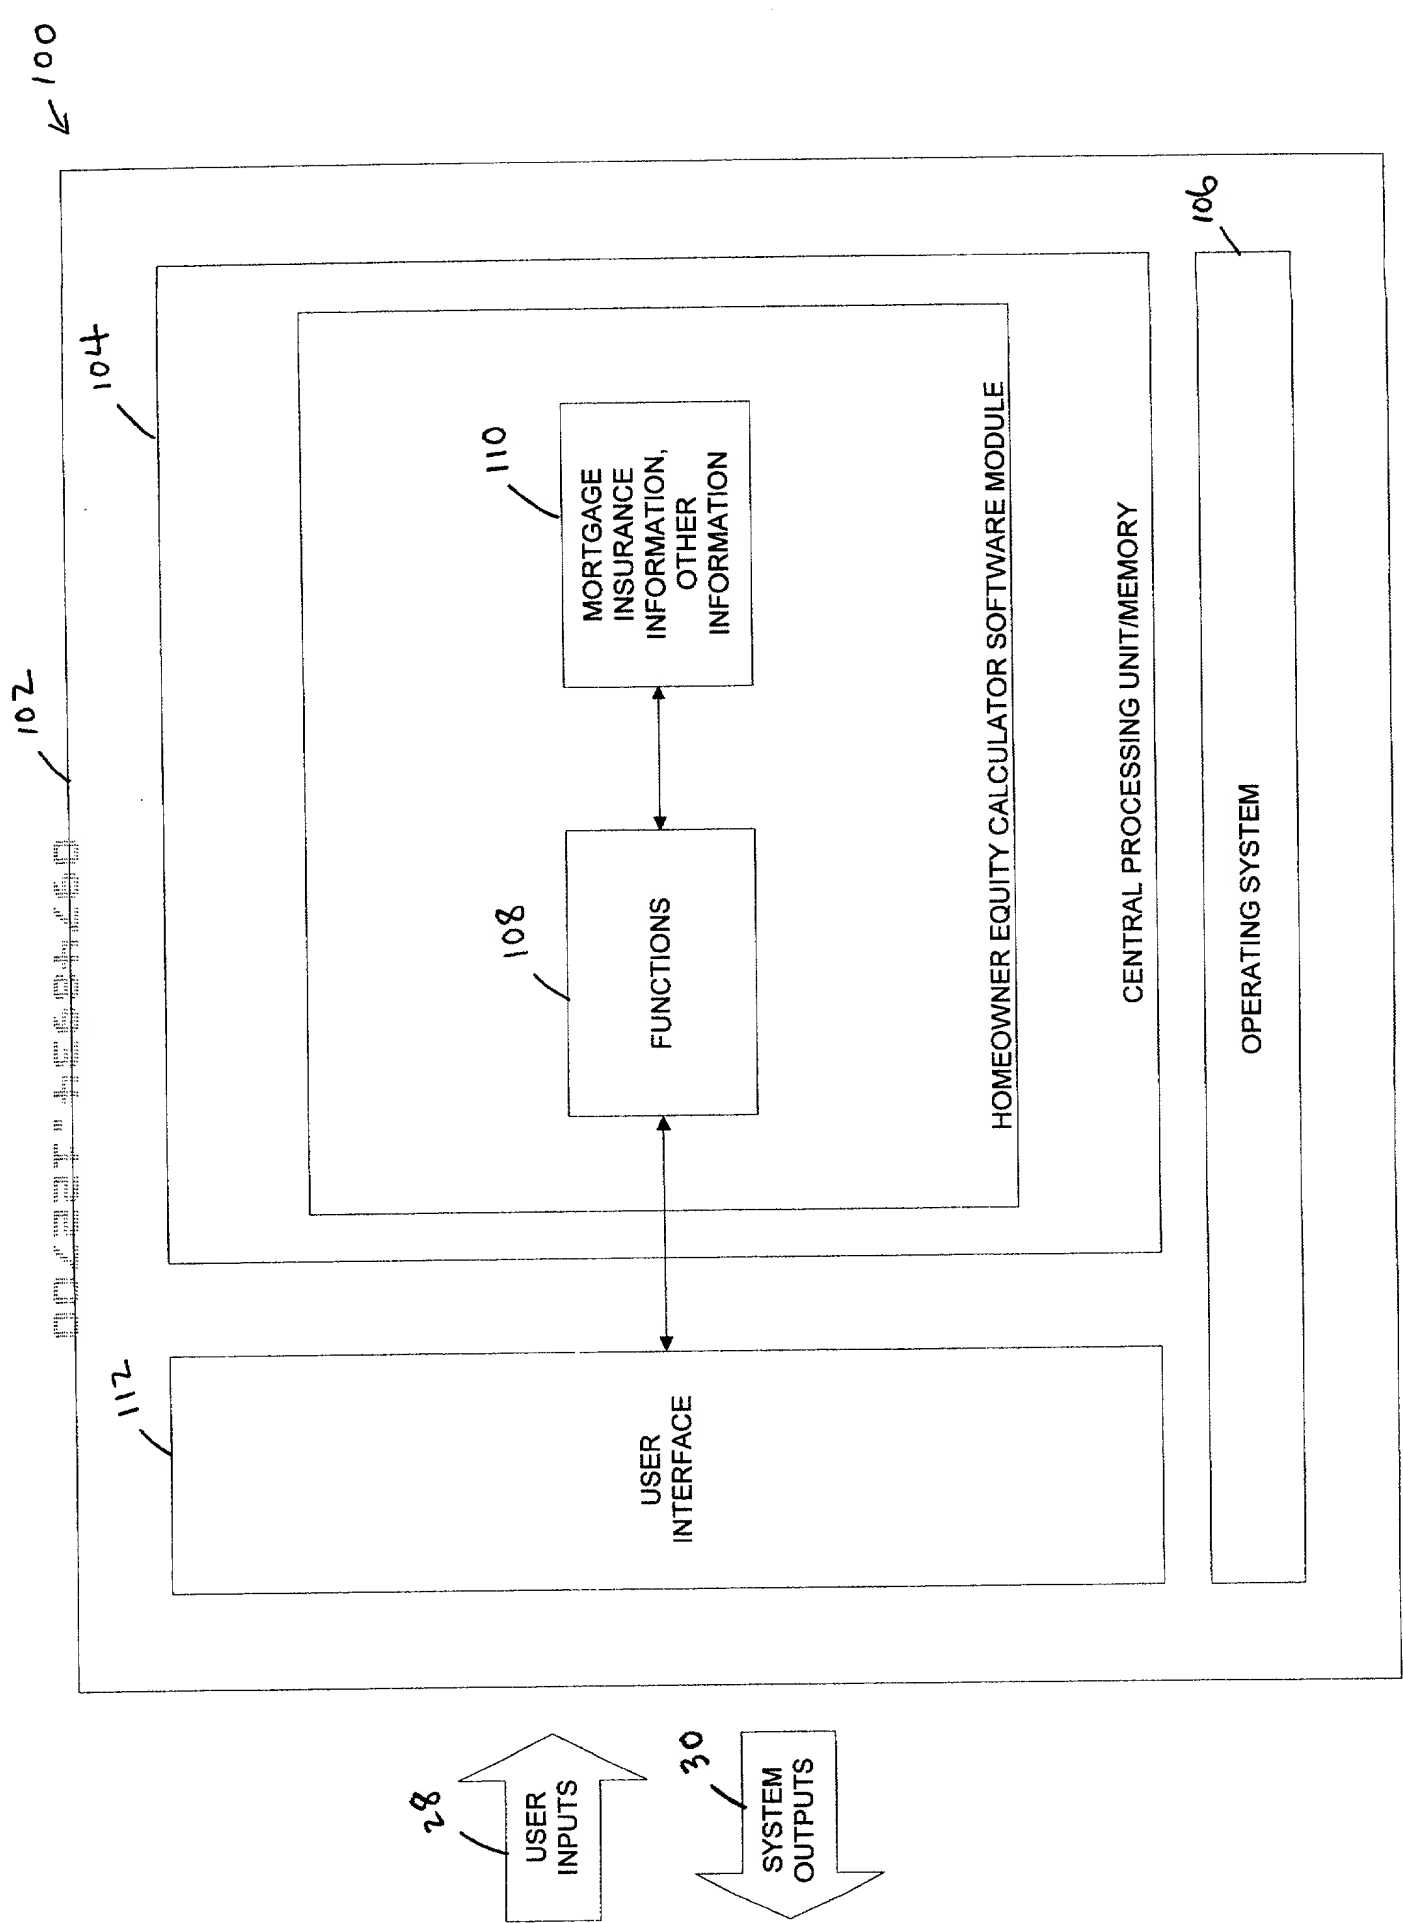 100
102
104
106
110
MORTGAGE
INSURANCE
INFORMATION,
OTHER
INFORMATION
108
FUNCTIONS
HOMEOWNER EQUITY CALCULATOR SOFTWARE MODULE
CENTRAL PROCESSING UNIT/MEMORY
OPERATING SYSTEM
112
USER
INTERFACE
28
USER
INPUTS
30
SYSTEM
OUTPUTS